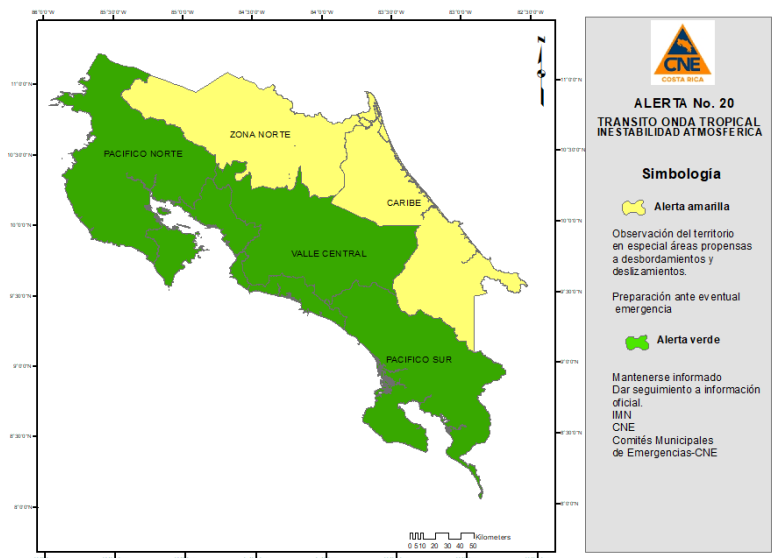 ZONA NORTE
PACIFICO NORTE
CARIBE
VALLE CENTRAL
PACIFICO SUR
Kilometers
0 5 10 20 30 40 50
CNE
COSTA RICA
ALERTA No. 20
TRANSITO ONDA TROPICAL
INESTABILIDAD ATMOSFERICA
Simbología
Alerta amarilla
Observación del territorio
en especial áreas propensas
a desbordamientos y
deslizamientos.
Preparación ante eventual
emergencia
Alerta verde
Mantenerse informado
Dar seguimiento a información
oficial.
IMN
CNE
Comités Municipales
de Emergencias-CNE